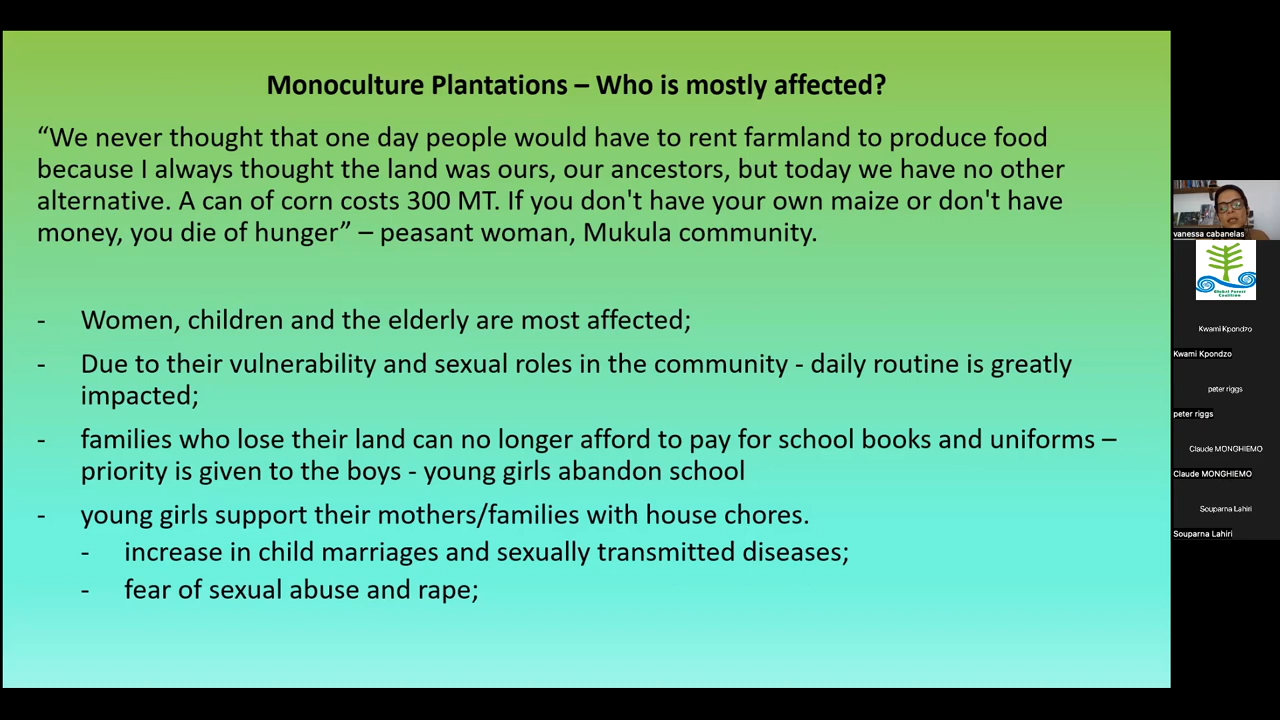 Monoculture Plantations – Who is mostly affected?
“We never thought that one day people would have to rent farmland to produce food
because I always thought the land was ours, our ancestors, but today we have no other
alternative. A can of corn costs 300 MT. If you don't have your own maize or don't have
money, you die of hunger” – peasant woman, Mukula community.
- Women, children and the elderly are most affected;
- Due to their vulnerability and sexual roles in the community - daily routine is greatly
impacted;
- families who lose their land can no longer afford to pay for school books and uniforms –
priority is given to the boys - young girls abandon school
- young girls support their mothers/families with house chores.
- increase in child marriages and sexually transmitted diseases;
- fear of sexual abuse and rape;
vanessa cabanelas
Global Forest
Coalition
Kwami Kpondzo
Kwami Kpondzo
peter riggs
peter riggs
Claude MONGHIEMO
Claude MONGHIEMO
Souparna Lahiri
Souparna Lahiri